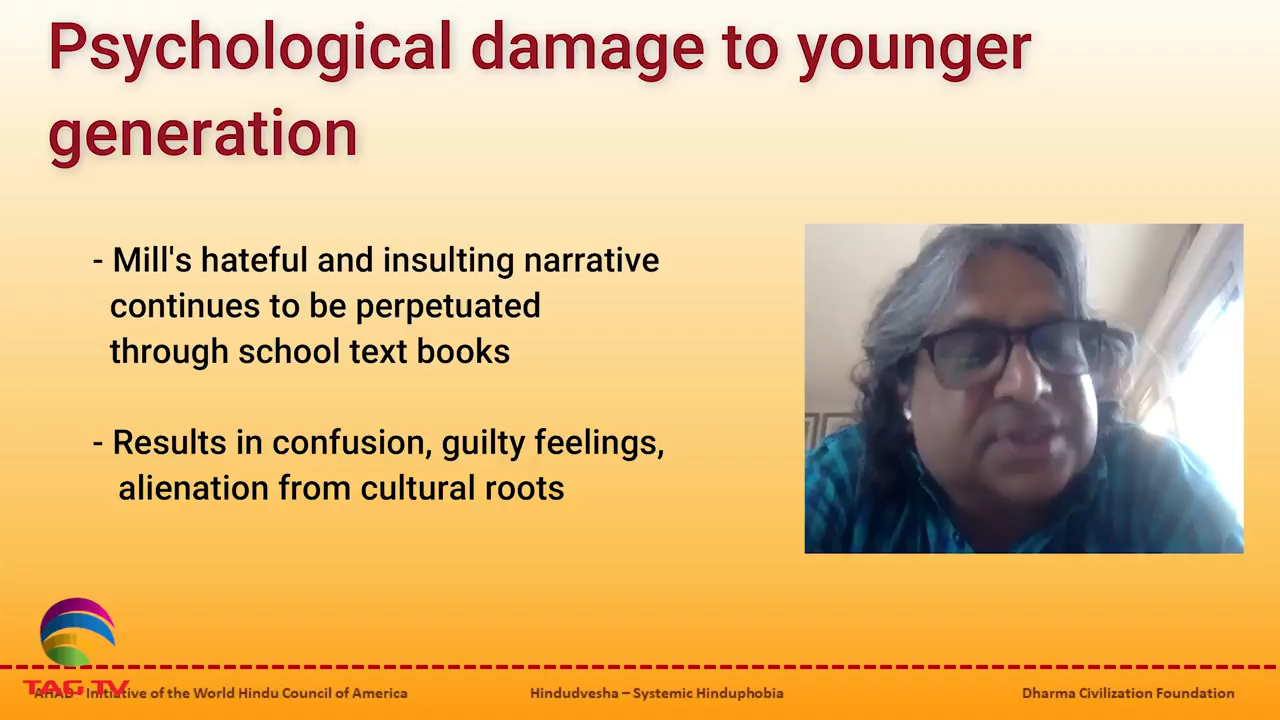 Psychological damage to younger
generation
- Mill's hateful and insulting narrative
continues to be perpetuated
through school text books
- Results in confusion, guilty feelings,
alienation from cultural roots
TAG TV
AHAD - Initiative of the World Hindu Council of America
Hindudvesha – Systemic Hinduphobia
Dharma Civilization Foundation